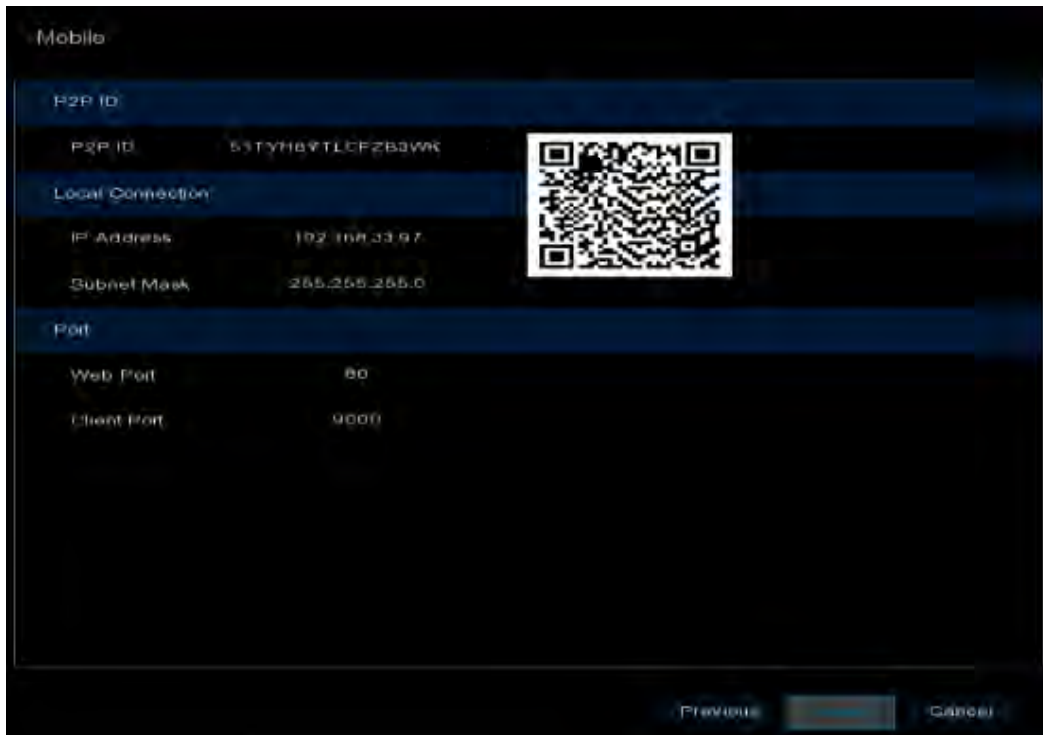 Mobile
P2P ID
P2P ID
Local Connection
IP Address 192.168.33.97
Subnet Mask 255.255.255.0
Port
Web Port 80
Client Port 9000
Previous Cancel